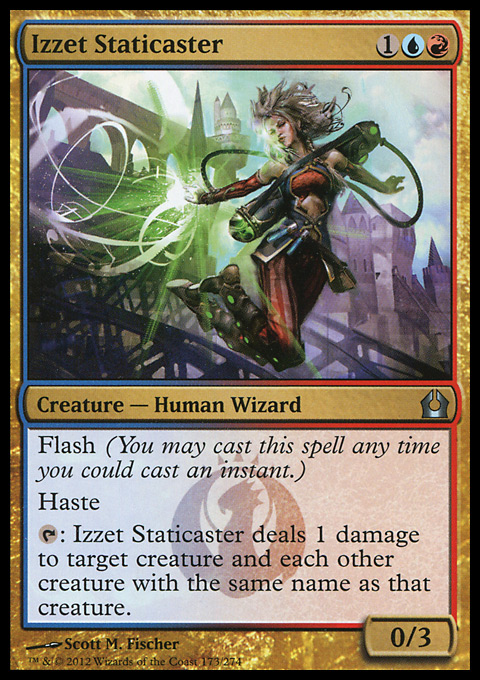 Izzet Staticaster 1
Creature — Human Wizard
Flash (You may cast this spell any time
you could cast an instant.)
Haste
: Izzet Staticaster deals 1 damage
to target creature and each other
creature with the same name as that
creature.
0/3
Scott M. Fischer
™ & © 2012 Wizards of the Coast 173/274